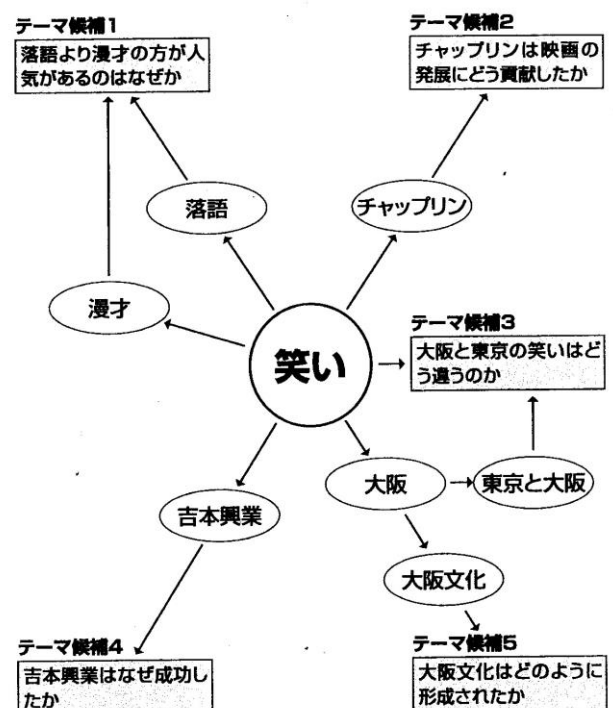 テーマ候補1
落語より漫才の方が人
気があるのはなぜか
テーマ候補2
チャップリンは映画の
発展にどう貢献したか
落語
チャップリン
漫才
笑い
テーマ候補3
大阪と東京の笑いはど
う違うのか
大阪
東京と大阪
吉本興業
大阪文化
テーマ候補4
吉本興業はなぜ成功し
たか
テーマ候補5
大阪文化はどのように
形成されたか